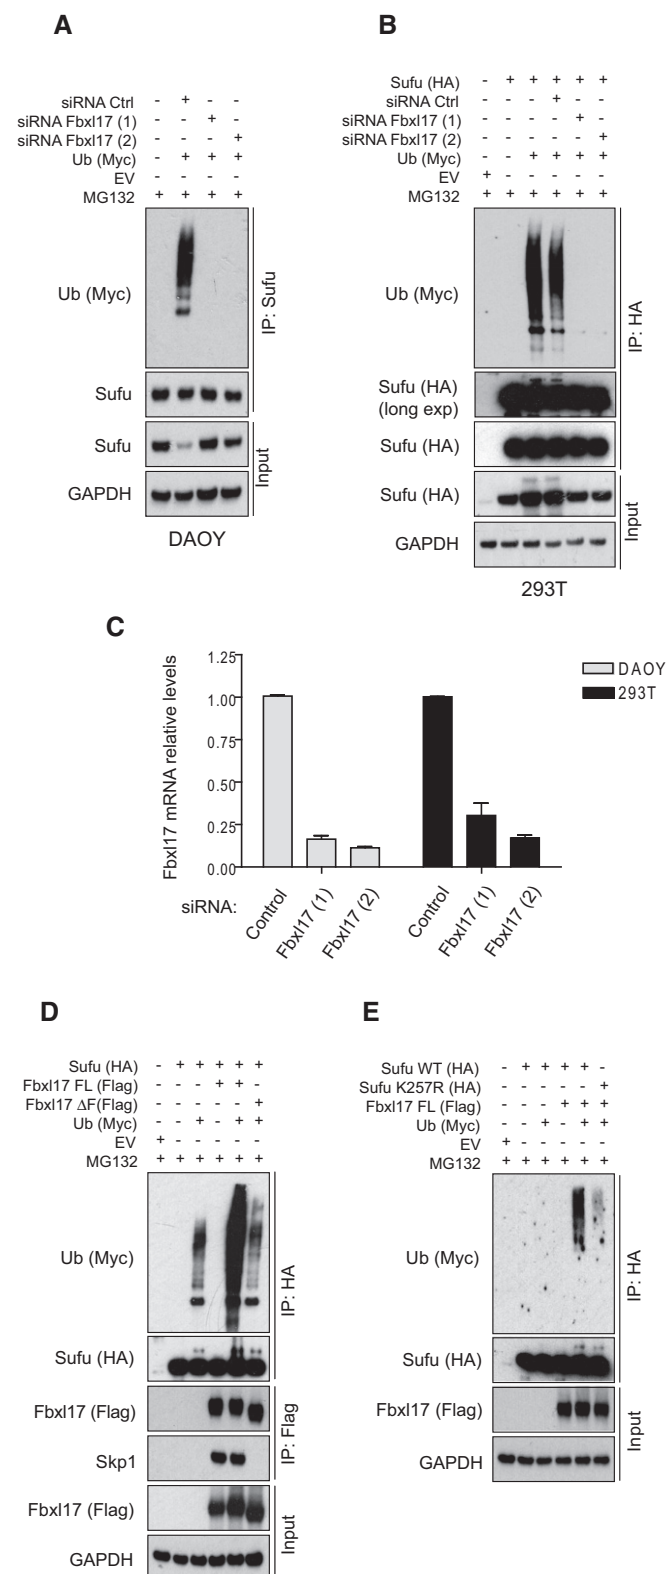 A
siRNA Ctrl - + - -
siRNA Fbxl17 (1) - - + -
siRNA Fbxl17 (2) - - - +
Ub (Myc) - + + +
EV - - - -
MG132 + + + +
Ub (Myc)
IP: Sufu
Sufu
Sufu
Input
GAPDH
DAOY
B
Sufu (HA) - + + + + +
siRNA Ctrl - - - + - -
siRNA Fbxl17 (1) - - - - + -
siRNA Fbxl17 (2) - - - - - +
Ub (Myc) - - + + + +
EV + - - - - -
MG132 + + + + + +
Ub (Myc)
IP: HA
Sufu (HA)
(long exp)
Sufu (HA)
Sufu (HA)
Input
GAPDH
293T
C
Fbxl17 mRNA relative levels
1.25
1.00
0.75
0.50
0.25
0.00
DAOY
293T
siRNA:
Control
Fbxl17 (1)
Fbxl17 (2)
Control
Fbxl17 (1)
Fbxl17 (2)
D
Sufu (HA) - + + + + +
Fbxl17 FL (Flag) - - - + + -
Fbxl17 ΔF(Flag) - - - - - +
Ub (Myc) - - + - + +
EV + - - - - -
MG132 + + + + + +
Ub (Myc)
IP: HA
Sufu (HA)
Fbxl17 (Flag)
IP: Flag
Skp1
Fbxl17 (Flag)
Input
GAPDH
E
Sufu WT (HA) - + + + + -
Sufu K257R (HA) - - - - - +
Fbxl17 FL (Flag) - - - + + +
Ub (Myc) - - + - + +
EV + - - - - -
MG132 + + + + + +
Ub (Myc)
IP: HA
Sufu (HA)
Fbxl17 (Flag)
Input
GAPDH